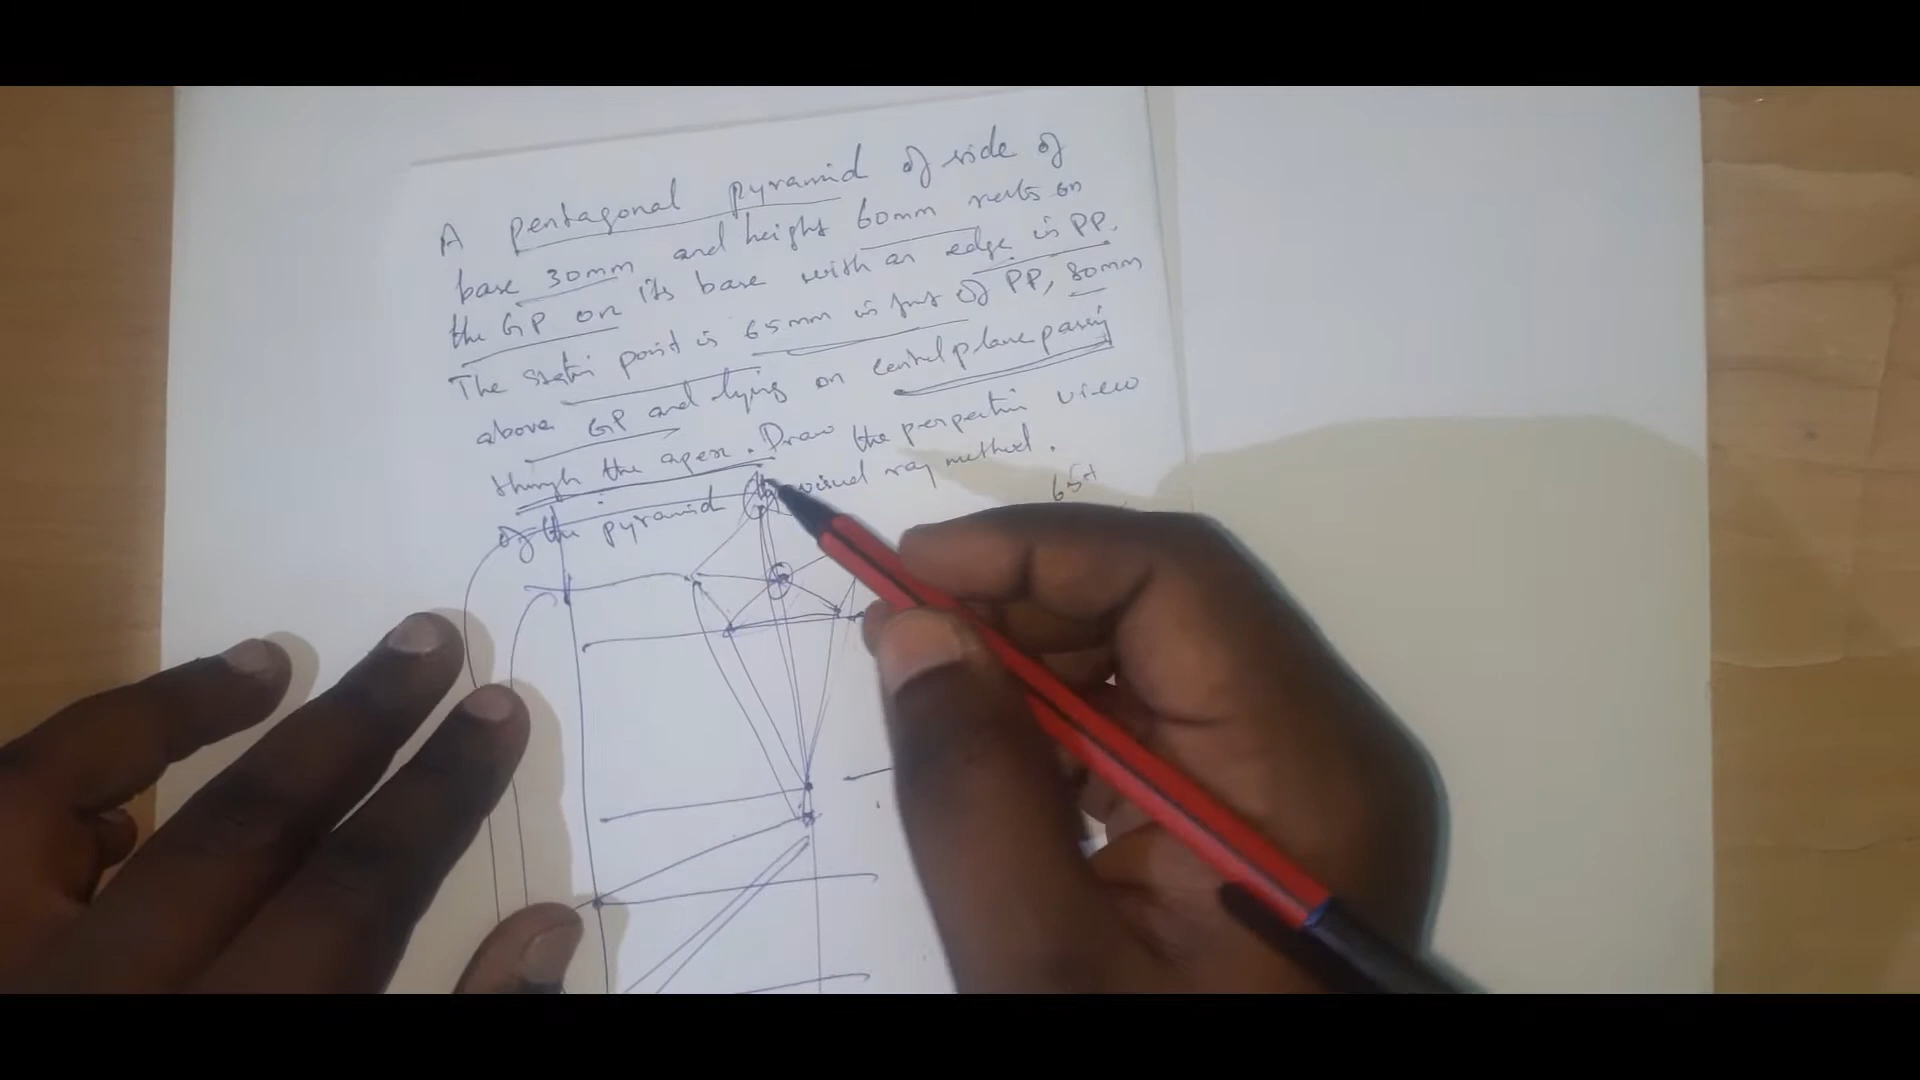 A pentagonal pyramid of side of
base 30mm and height 60mm rests on
the GP on its base with an edge is PP.
The station point is 65mm in front of PP, 80mm
above GP and lying on central plane passing
through the apex. Draw the perspective view
of the pyramid visual ray method.
65